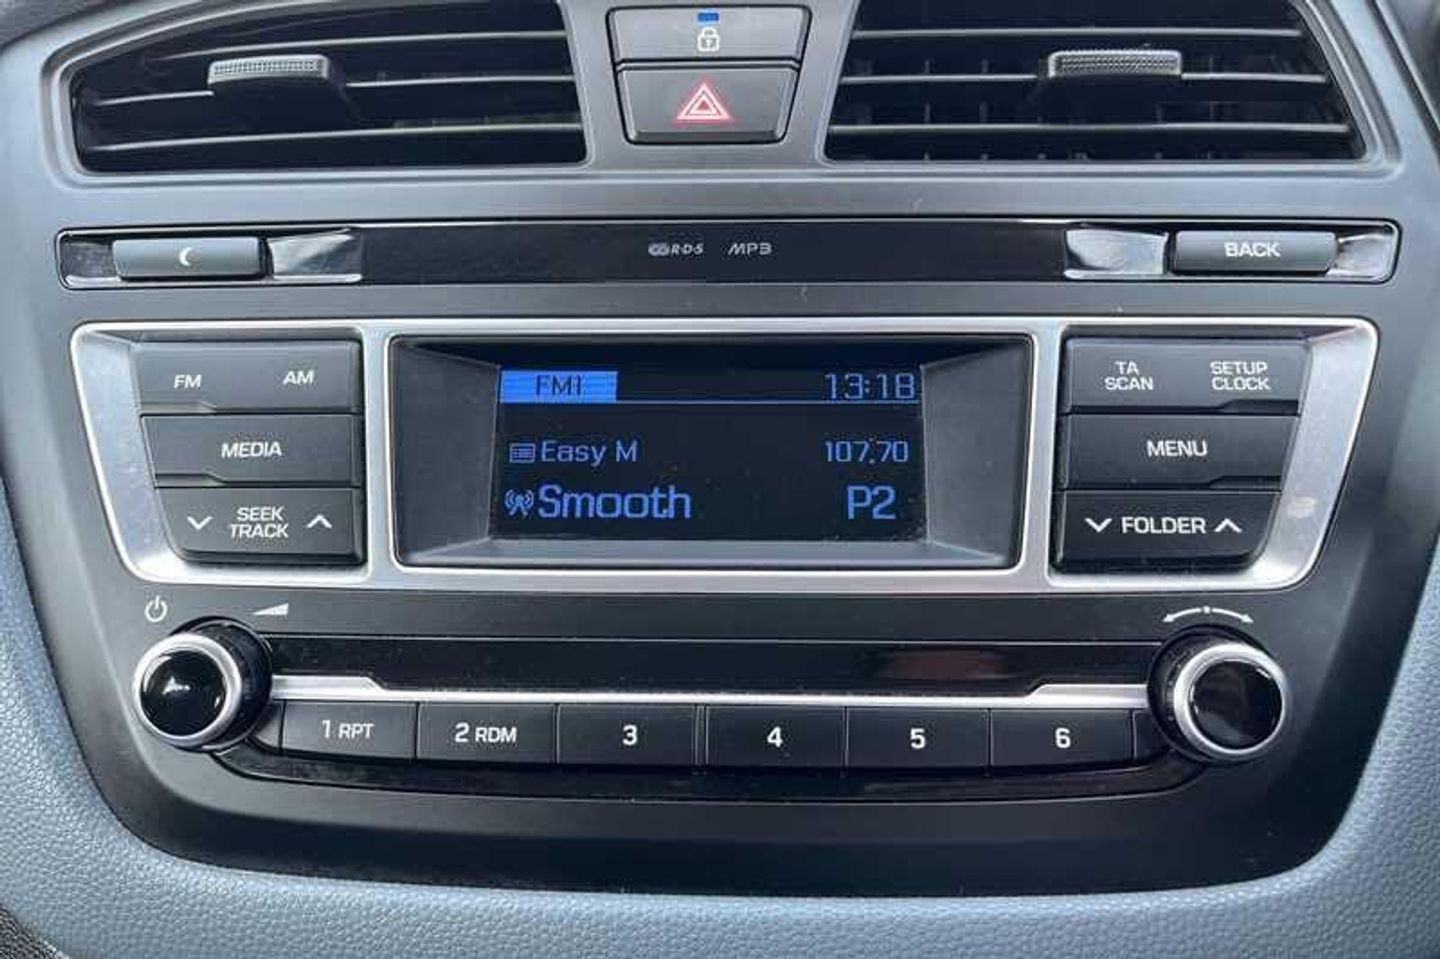 RDS MP3
BACK
FM AM
FM1 13:18
TA SCAN
SETUP CLOCK
MEDIA
Easy M 107.70
MENU
SEEK TRACK
Smooth P2
FOLDER
1 RPT 2 RDM 3 4 5 6